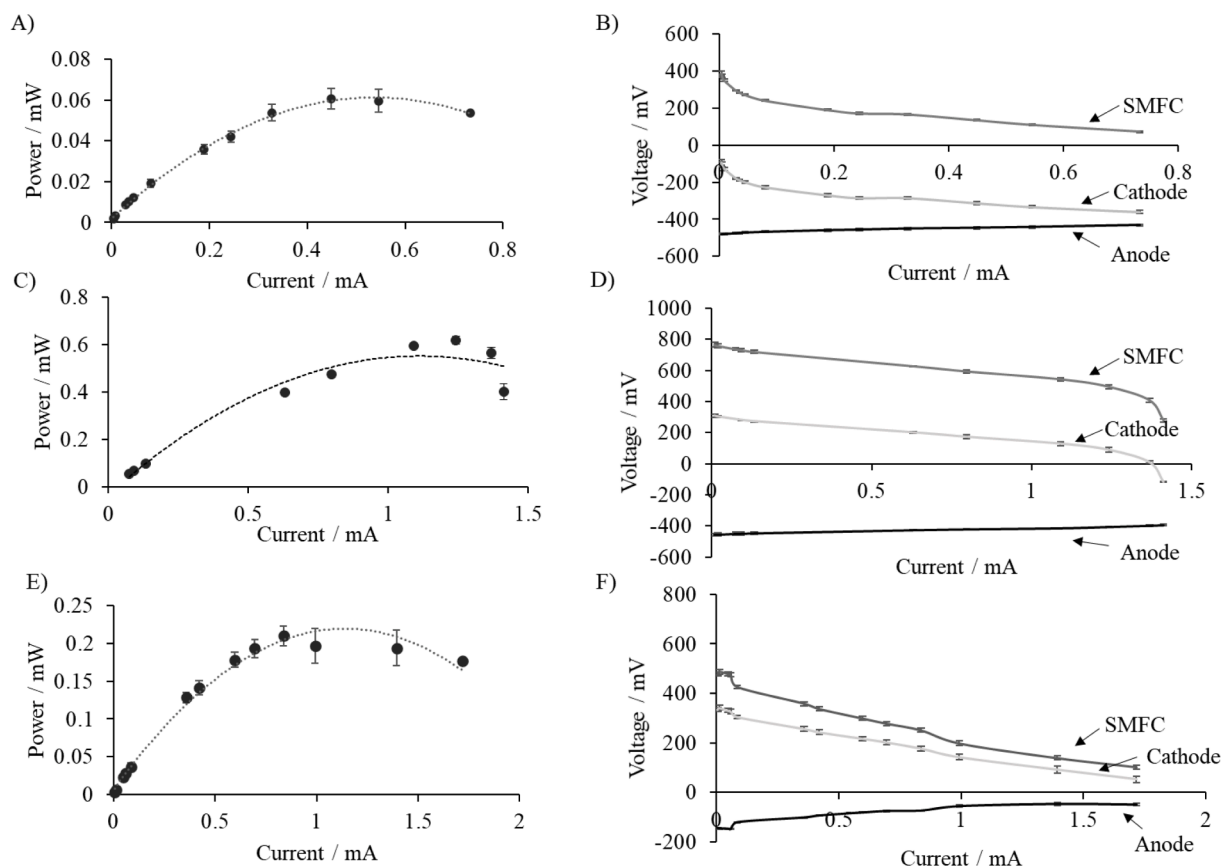 A)
Power / mW
0.08
0.06
0.04
0.02
0
0 0.2 0.4 0.6 0.8
Current / mA
B)
Voltage / mV
600
400
200
0
-200
-400
-600
0 0.2 0.4 0.6 0.8
SMFC
Cathode
Anode
Current / mA
C)
Power / mW
0.8
0.6
0.4
0.2
0
0 0.5 1 1.5
Current / mA
D)
Voltage / mV
1000
800
600
400
200
0
-200
-400
-600
0 0.5 1 1.5
SMFC
Cathode
Anode
Current / mA
E)
Power / mW
0.25
0.2
0.15
0.1
0.05
0
0 0.5 1 1.5 2
Current / mA
F)
Voltage / mV
800
600
400
200
0
-200
0 0.5 1 1.5 2
SMFC
Cathode
Anode
Current / mA